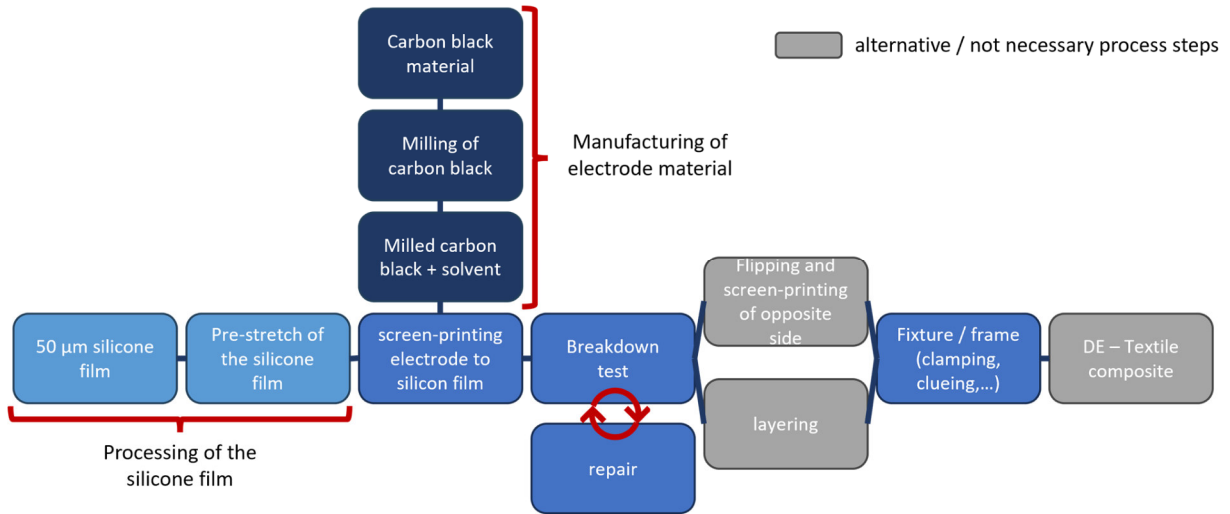 Carbon black
material
alternative / not necessary process steps
Milling of
carbon black
Manufacturing of
electrode material
Milled carbon
black + solvent
50 µm silicone
film
Pre-stretch of
the silicone
film
screen-printing
electrode to
silicon film
Breakdown
test
repair
Flipping and
screen-printing
of opposite
side
layering
Fixture / frame
(clamping,
clueing,...)
DE – Textile
composite
Processing of the
silicone film